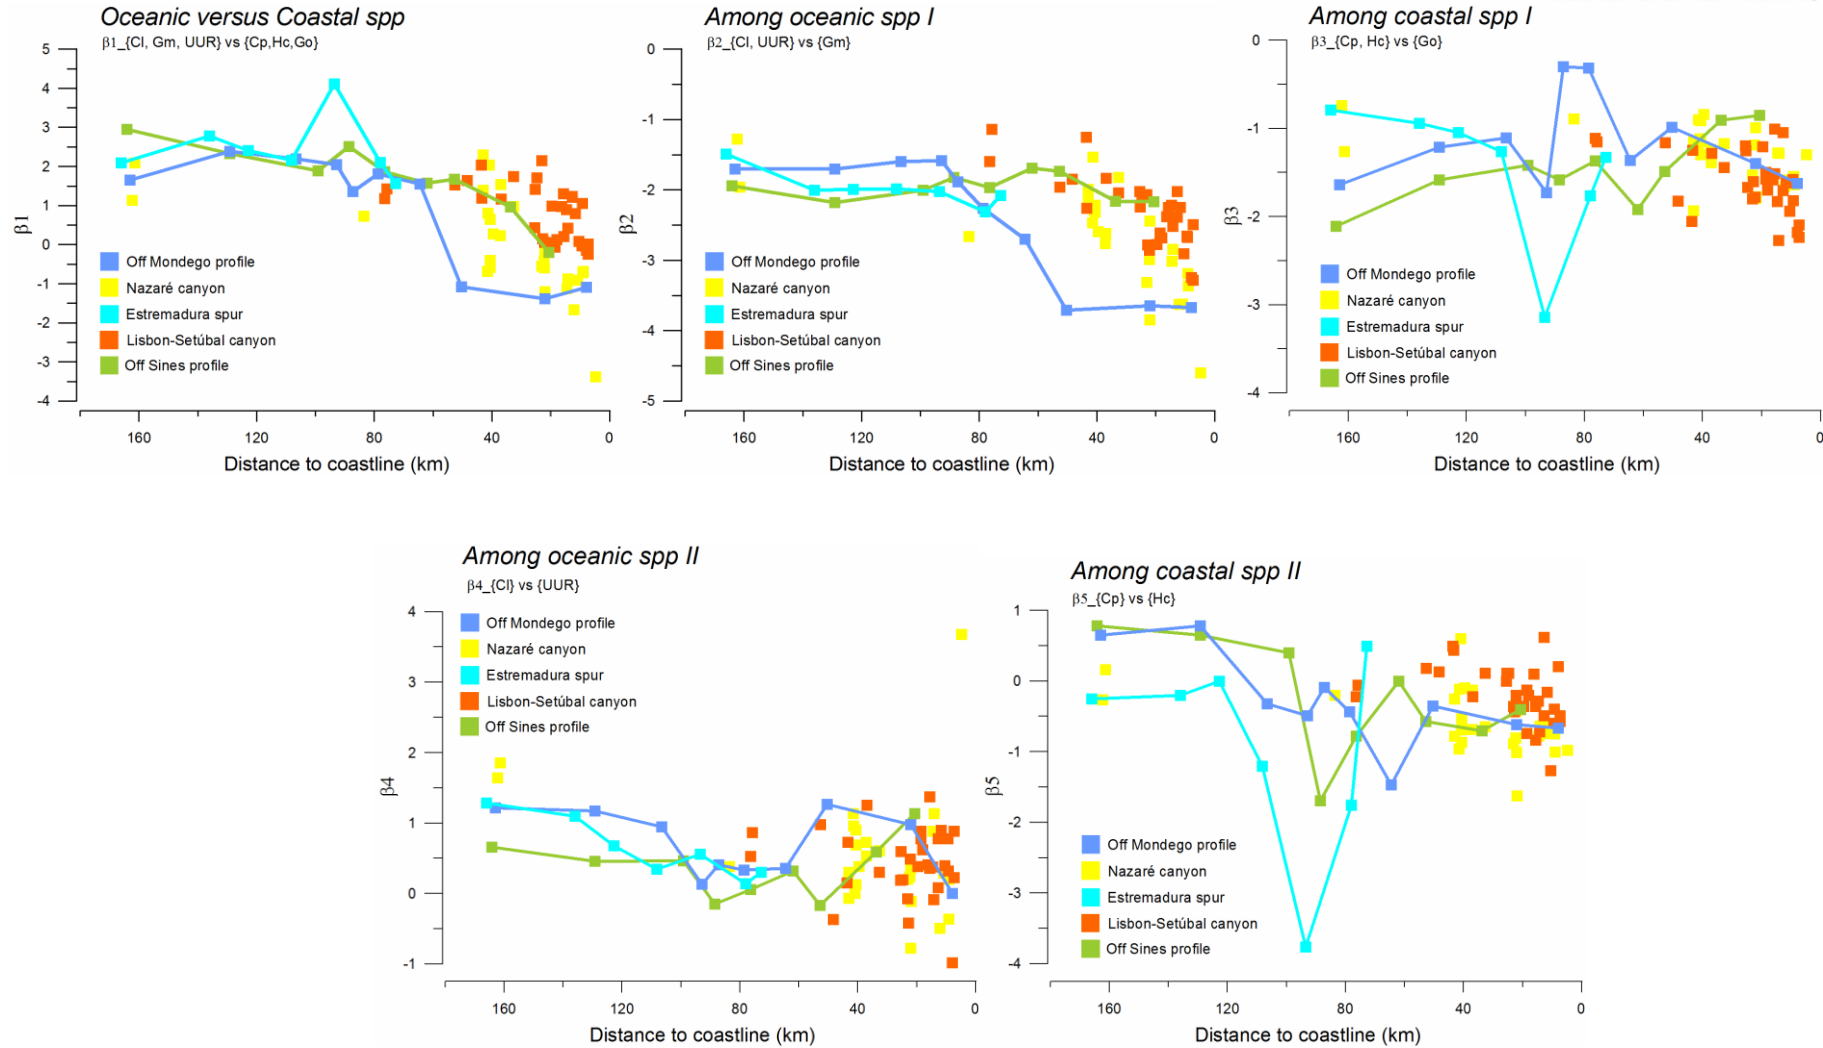 Oceanic versus Coastal spp
β1_{Cl, Gm, UUR} vs {Cp,Hc,Go}
5
4
3
2
1
0
-1
-2
-3
-4
β1
Off Mondego profile
Nazaré canyon
Estremadura spur
Lisbon-Setúbal canyon
Off Sines profile
160 120 80 40 0
Distance to coastline (km)
Among oceanic spp I
β2_{Cl, UUR} vs {Gm}
0
-1
-2
-3
-4
-5
β2
Off Mondego profile
Nazaré canyon
Estremadura spur
Lisbon-Setúbal canyon
Off Sines profile
160 120 80 40 0
Distance to coastline (km)
Among coastal spp I
β3_{Cp, Hc} vs {Go}
0
-1
-2
-3
-4
β3
Off Mondego profile
Nazaré canyon
Estremadura spur
Lisbon-Setúbal canyon
Off Sines profile
160 120 80 40 0
Distance to coastline (km)
Among oceanic spp II
β4_{Cl} vs {UUR}
4
3
2
1
0
-1
β4
Off Mondego profile
Nazaré canyon
Estremadura spur
Lisbon-Setúbal canyon
Off Sines profile
160 120 80 40 0
Distance to coastline (km)
Among coastal spp II
β5_{Cp} vs {Hc}
1
0
-1
-2
-3
-4
β5
Off Mondego profile
Nazaré canyon
Estremadura spur
Lisbon-Setúbal canyon
Off Sines profile
160 120 80 40 0
Distance to coastline (km)